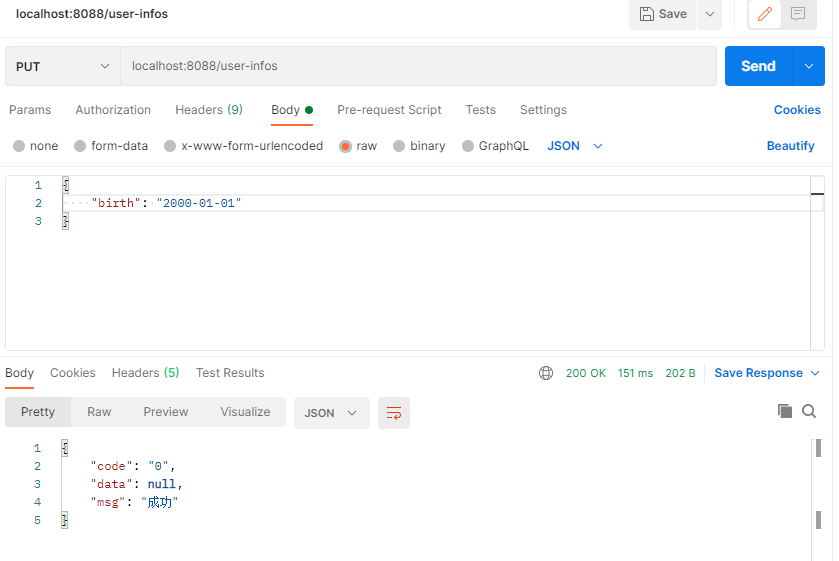 localhost:8088/user-infos Save
PUT localhost:8088/user-infos Send
Params Authorization Headers (9) Body Pre-request Script Tests Settings Cookies
none form-data x-www-form-urlencoded raw binary GraphQL JSON Beautify
1 {
2 "birth": "2000-01-01"
3 }
Body Cookies Headers (5) Test Results 200 OK 151 ms 202 B Save Response
Pretty Raw Preview Visualize JSON
1 {
2 "code": "0",
3 "data": null,
4 "msg": "成功"
5 }